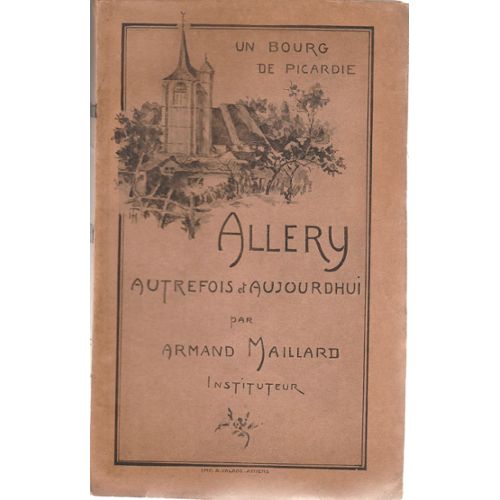 UN BOURG
DE PICARDIE
ALLERY
AUTREFOIS et AUJOURDHUI
PAR
ARMAND MAILLARD
INSTITUTEUR